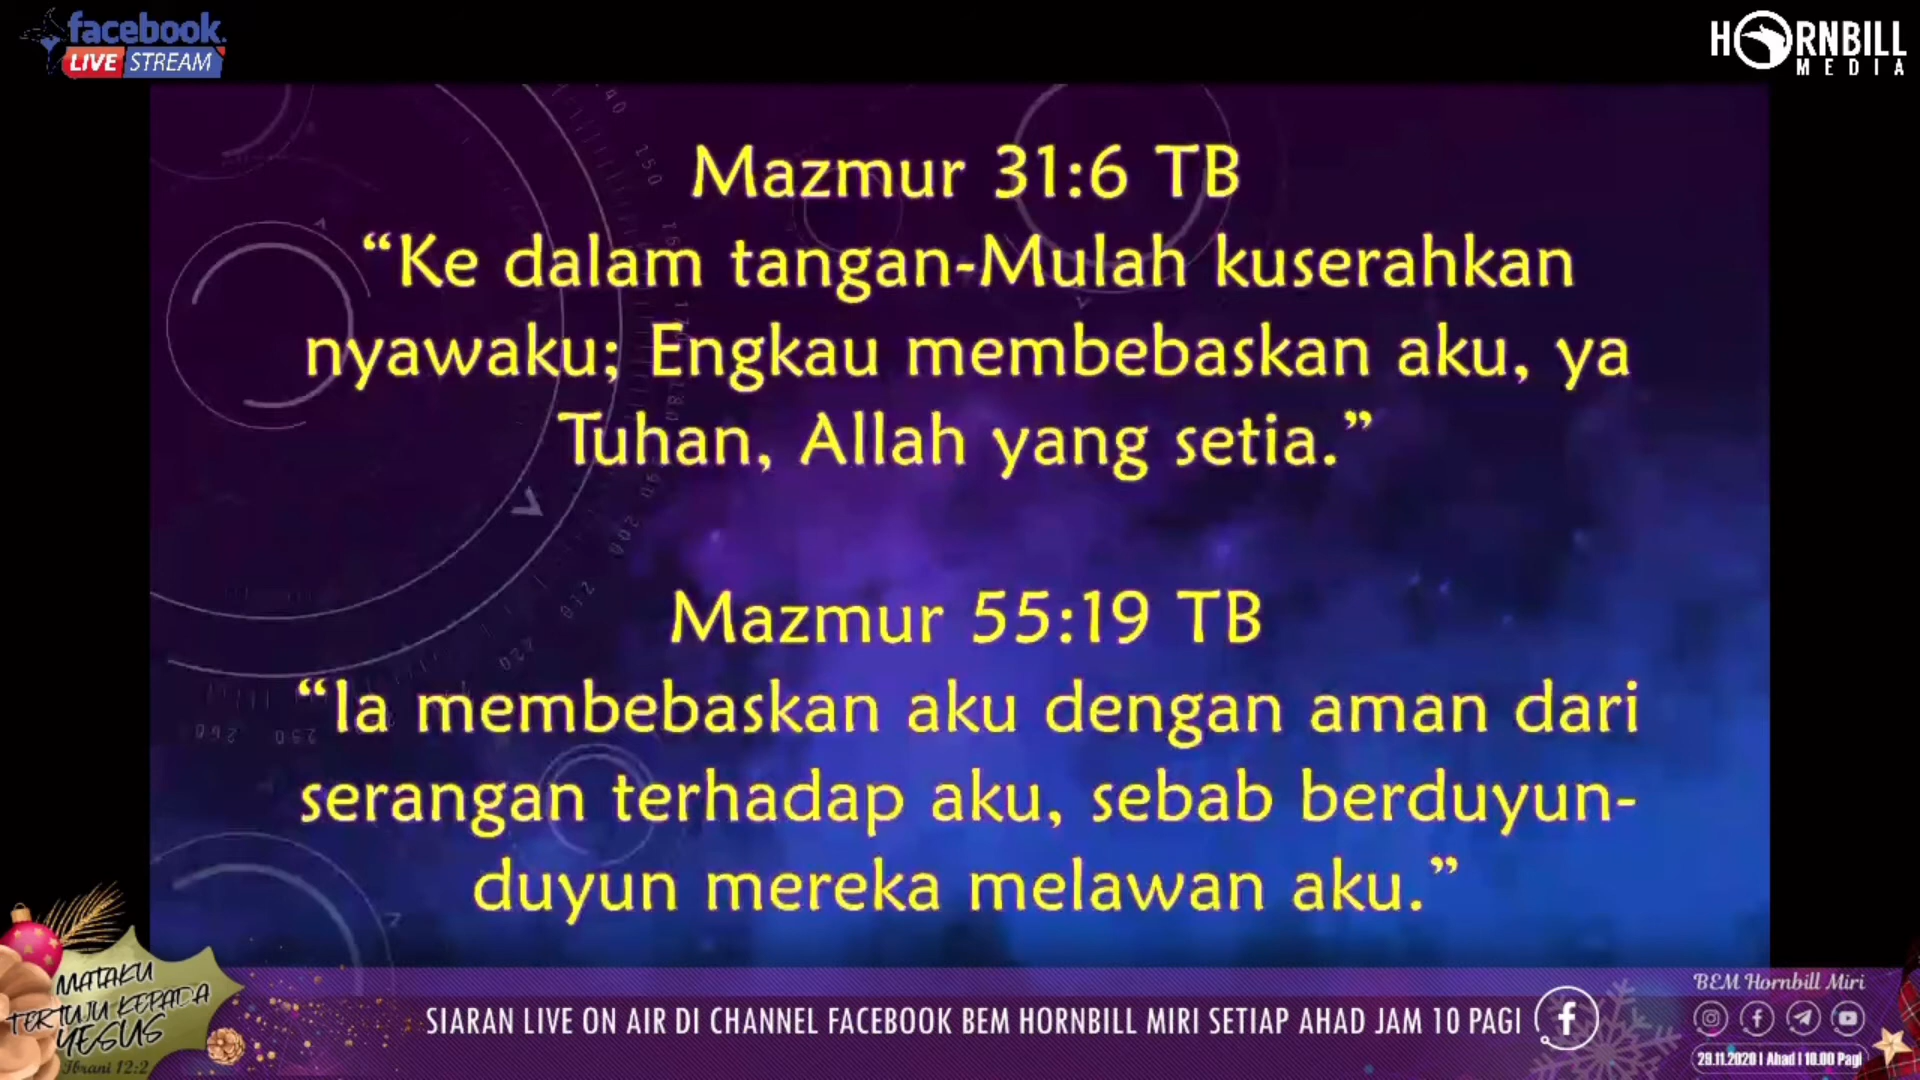 facebook.
LIVE STREAM
HORNBILL
MEDIA
Mazmur 31:6 TB
“Ke dalam tangan-Mulah kuserahkan
nyawaku; Engkau membebaskan aku, ya
Tuhan, Allah yang setia.”
Mazmur 55:19 TB
“Ia membebaskan aku dengan aman dari
serangan terhadap aku, sebab berduyun-
duyun mereka melawan aku.”
MATAKU
TERTUJU KEPADA
YESUS
Ibrani 12:2
SIARAN LIVE ON AIR DI CHANNEL FACEBOOK BEM HORNBILL MIRI SETIAP AHAD JAM 10 PAGI
BEM Hornbill Miri
29.11.2020 | Ahad | 10.00 Pagi